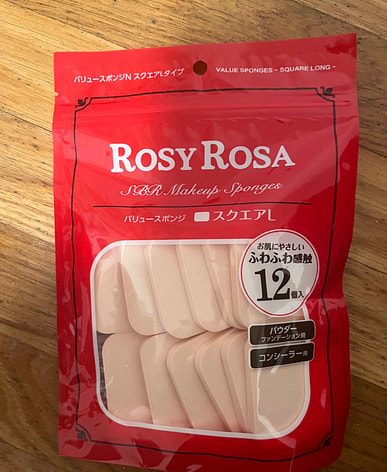 バリュースポンジN スクエアLタイプ
VALUE SPONGES - SQUARE LONG -
ROSY ROSA
SBR Makeup Sponges
バリュースポンジ スクエアL
お肌にやさしい
ふわふわ感触
12個入
パウダー
ファンデーション用
コンシーラー用